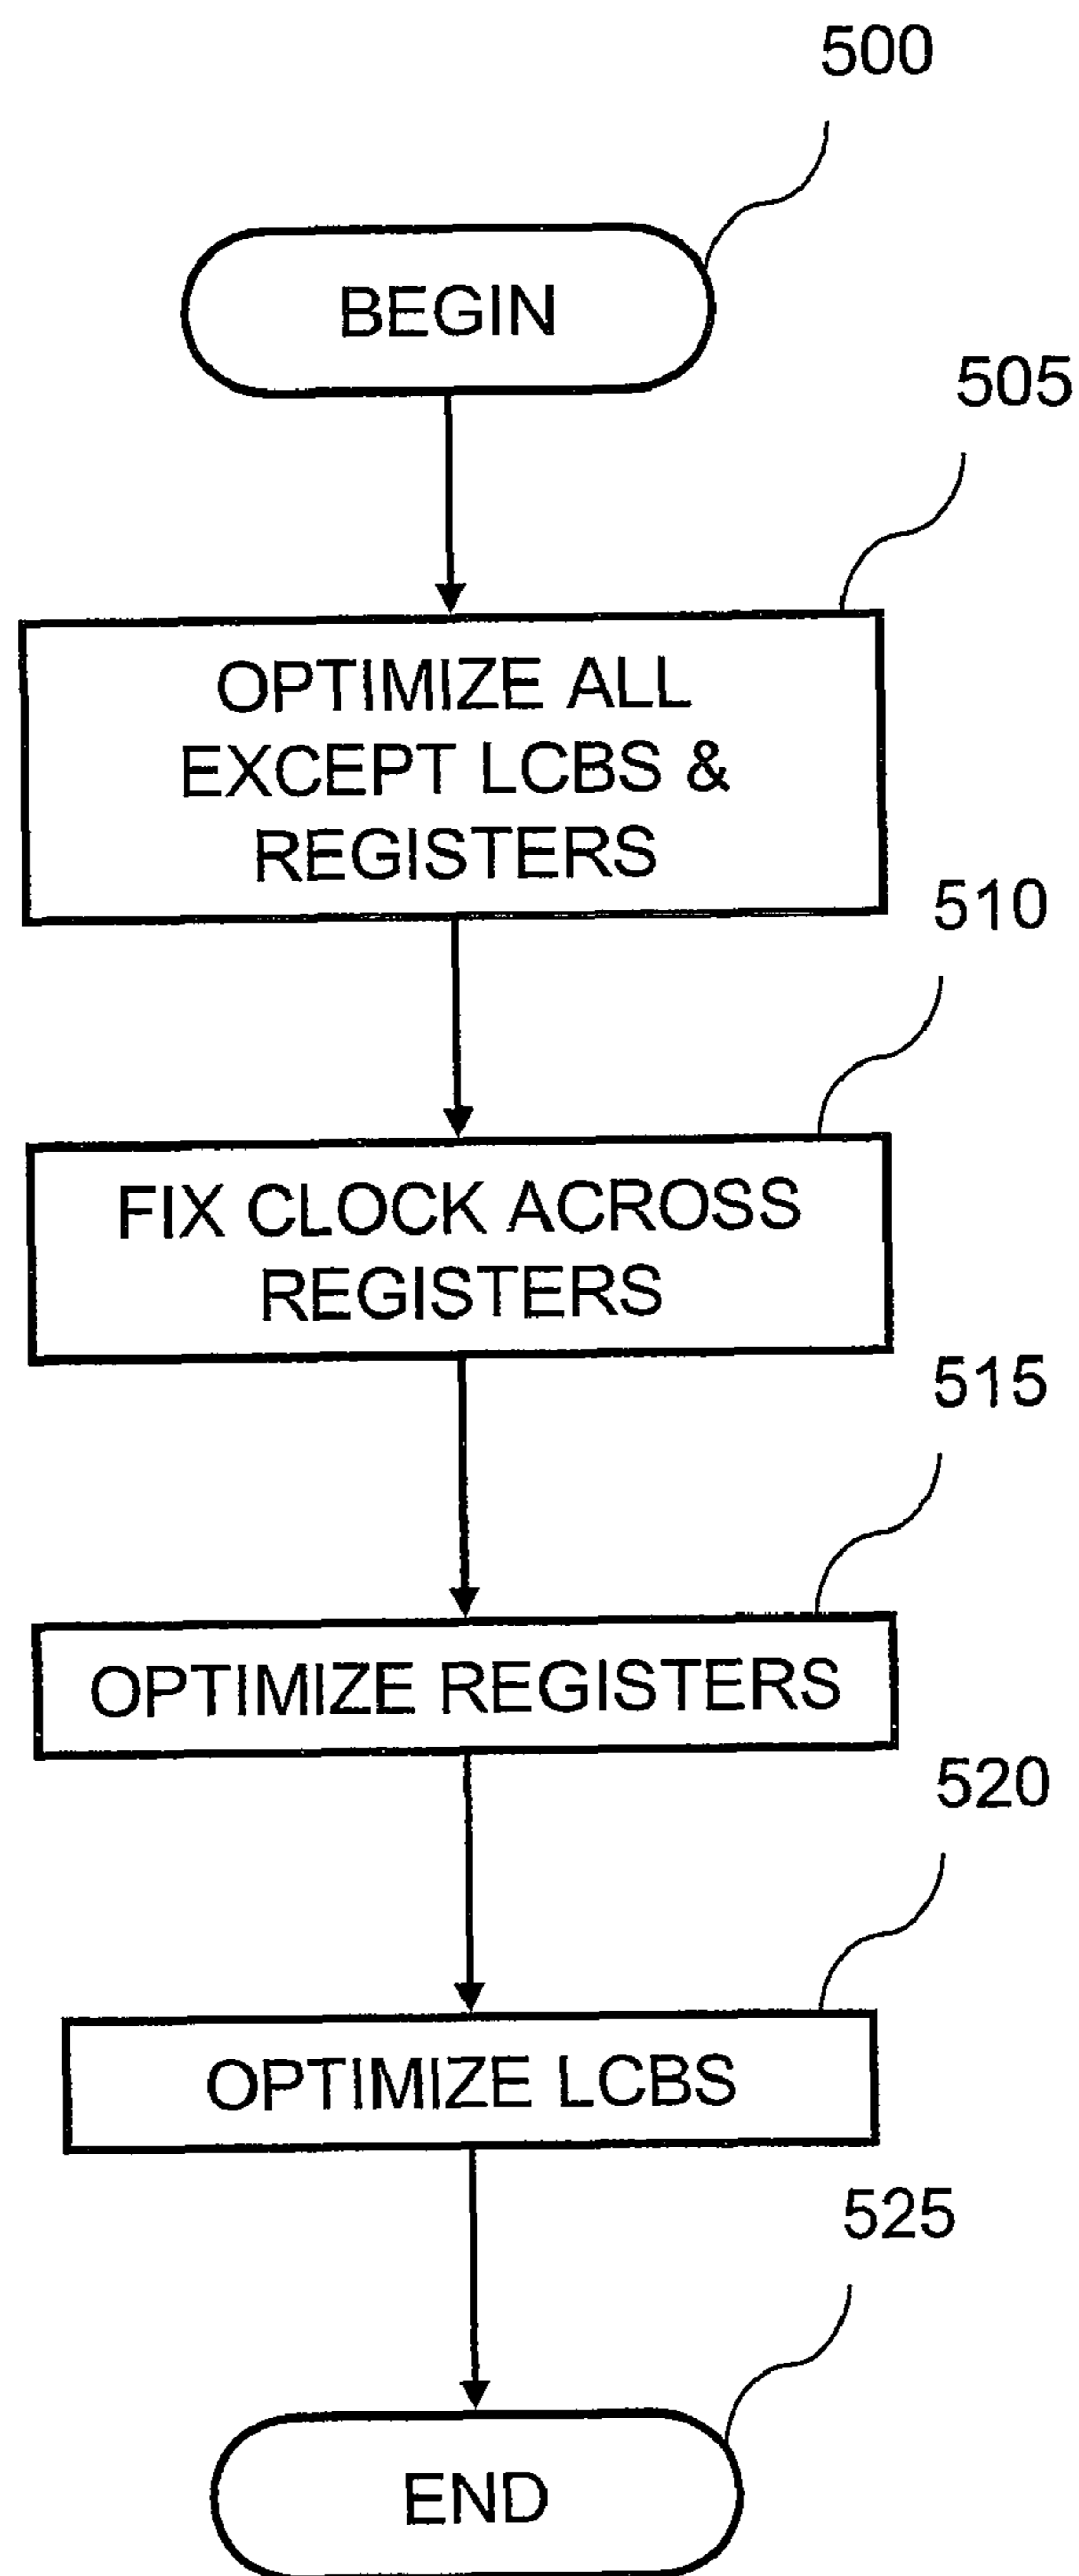 500
BEGIN
505
OPTIMIZE ALL
EXCEPT LCBS &
REGISTERS
510
FIX CLOCK ACROSS
REGISTERS
515
OPTIMIZE REGISTERS
520
OPTIMIZE LCBS
525
END